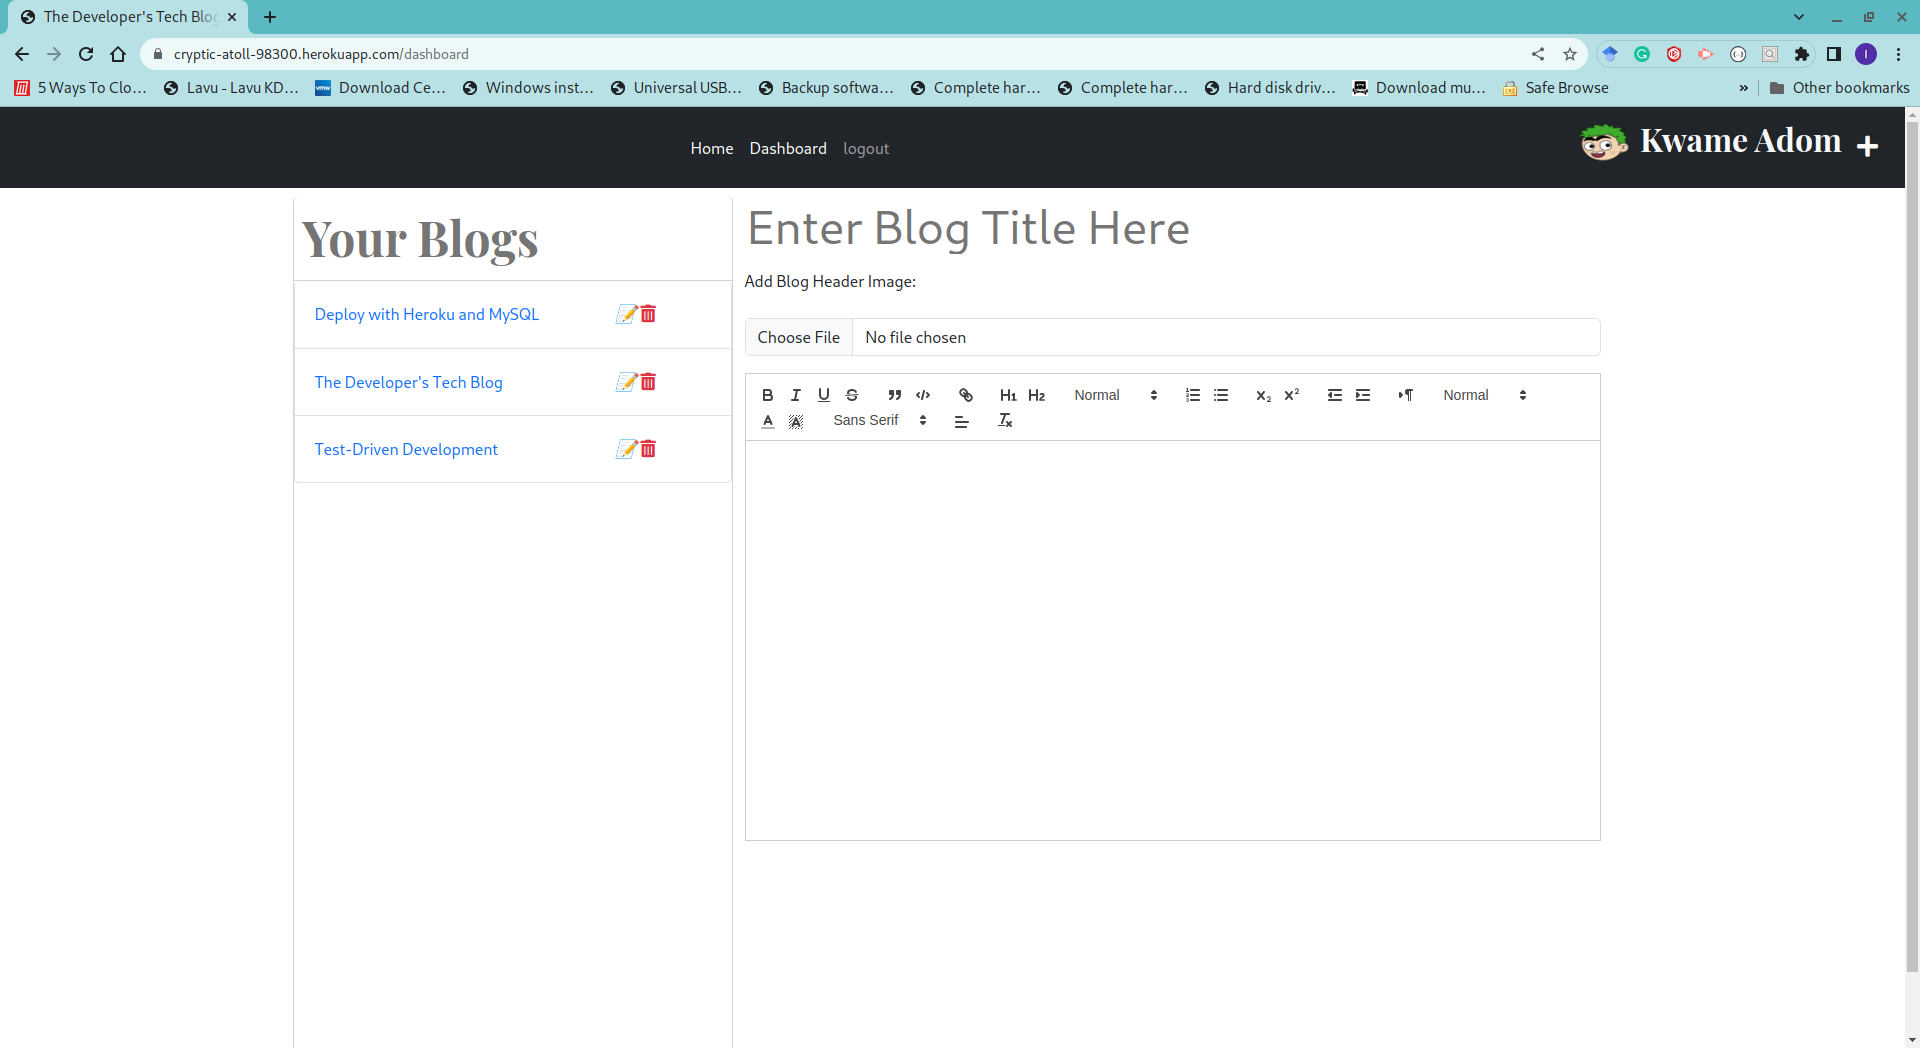 The Developer's Tech Blog
cryptic-atoll-98300.herokuapp.com/dashboard
I
5 Ways To Clo... Lavu - Lavu KD... Download Ce... Windows inst... Universal USB... Backup softwa... Complete har... Complete har... Hard disk driv... Download mu... Safe Browse » Other bookmarks
Home Dashboard logout
Kwame Adom +
Your Blogs
Deploy with Heroku and MySQL
The Developer's Tech Blog
Test-Driven Development
Enter Blog Title Here
Add Blog Header Image:
Choose File No file chosen
B I U S H1 H2 Normal x2 x2 Normal
A Sans Serif Tx